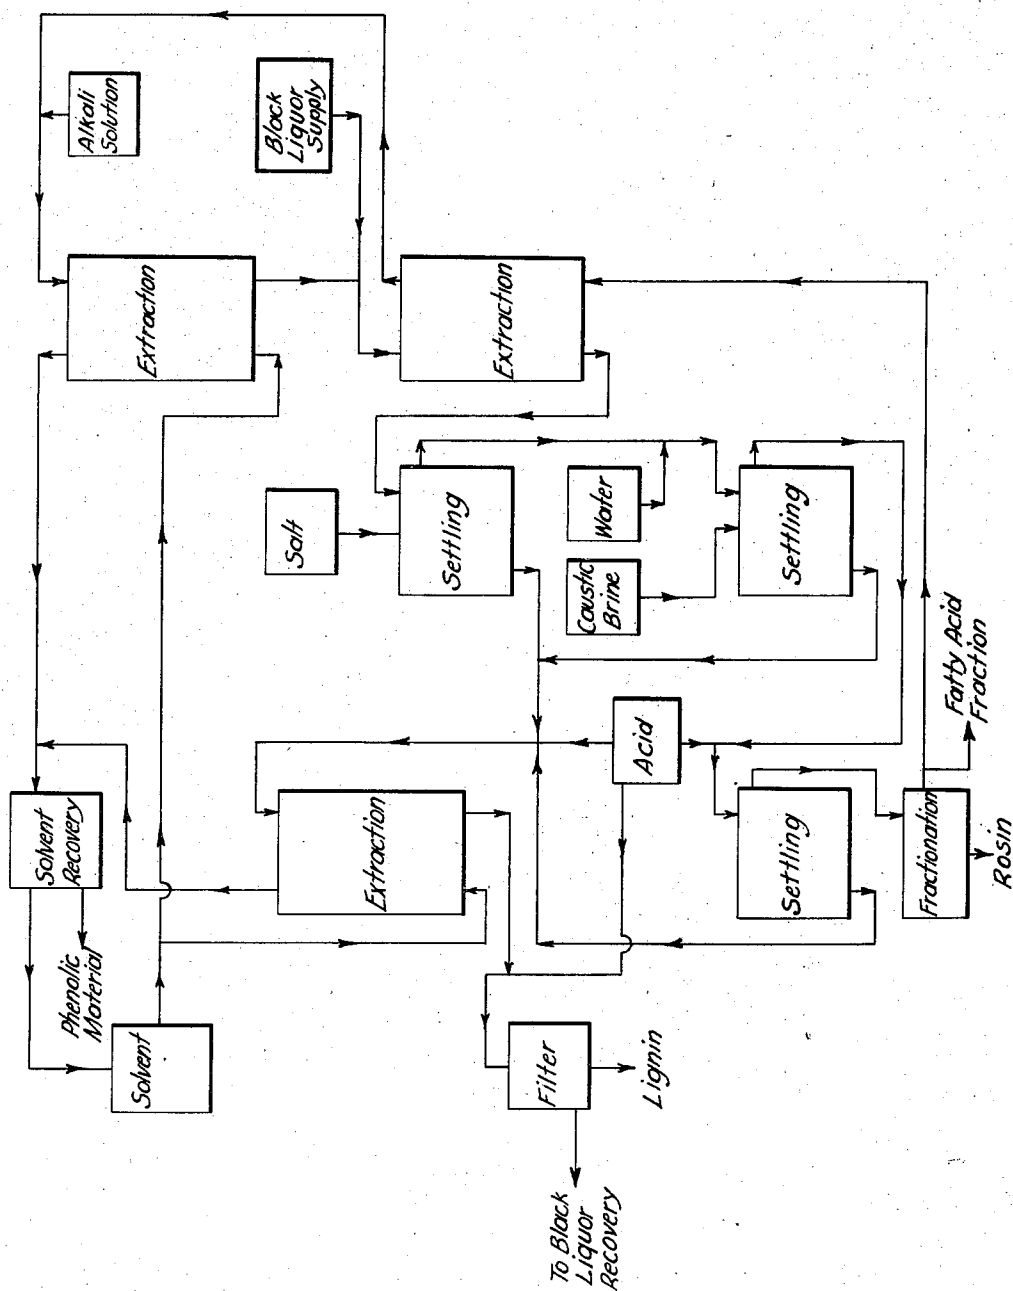 Alkali
Solution
Black
Liquor
Supply
Extraction
Extraction
Salt
Settling
Water
Caustic
Brine
Settling
Fatty Acid
Fraction
Acid
Solvent
Recovery
Extraction
Settling
Fractionation
Rosin
Phenolic
Material
Solvent
Filter
Lignin
To Black
Liquor
Recovery